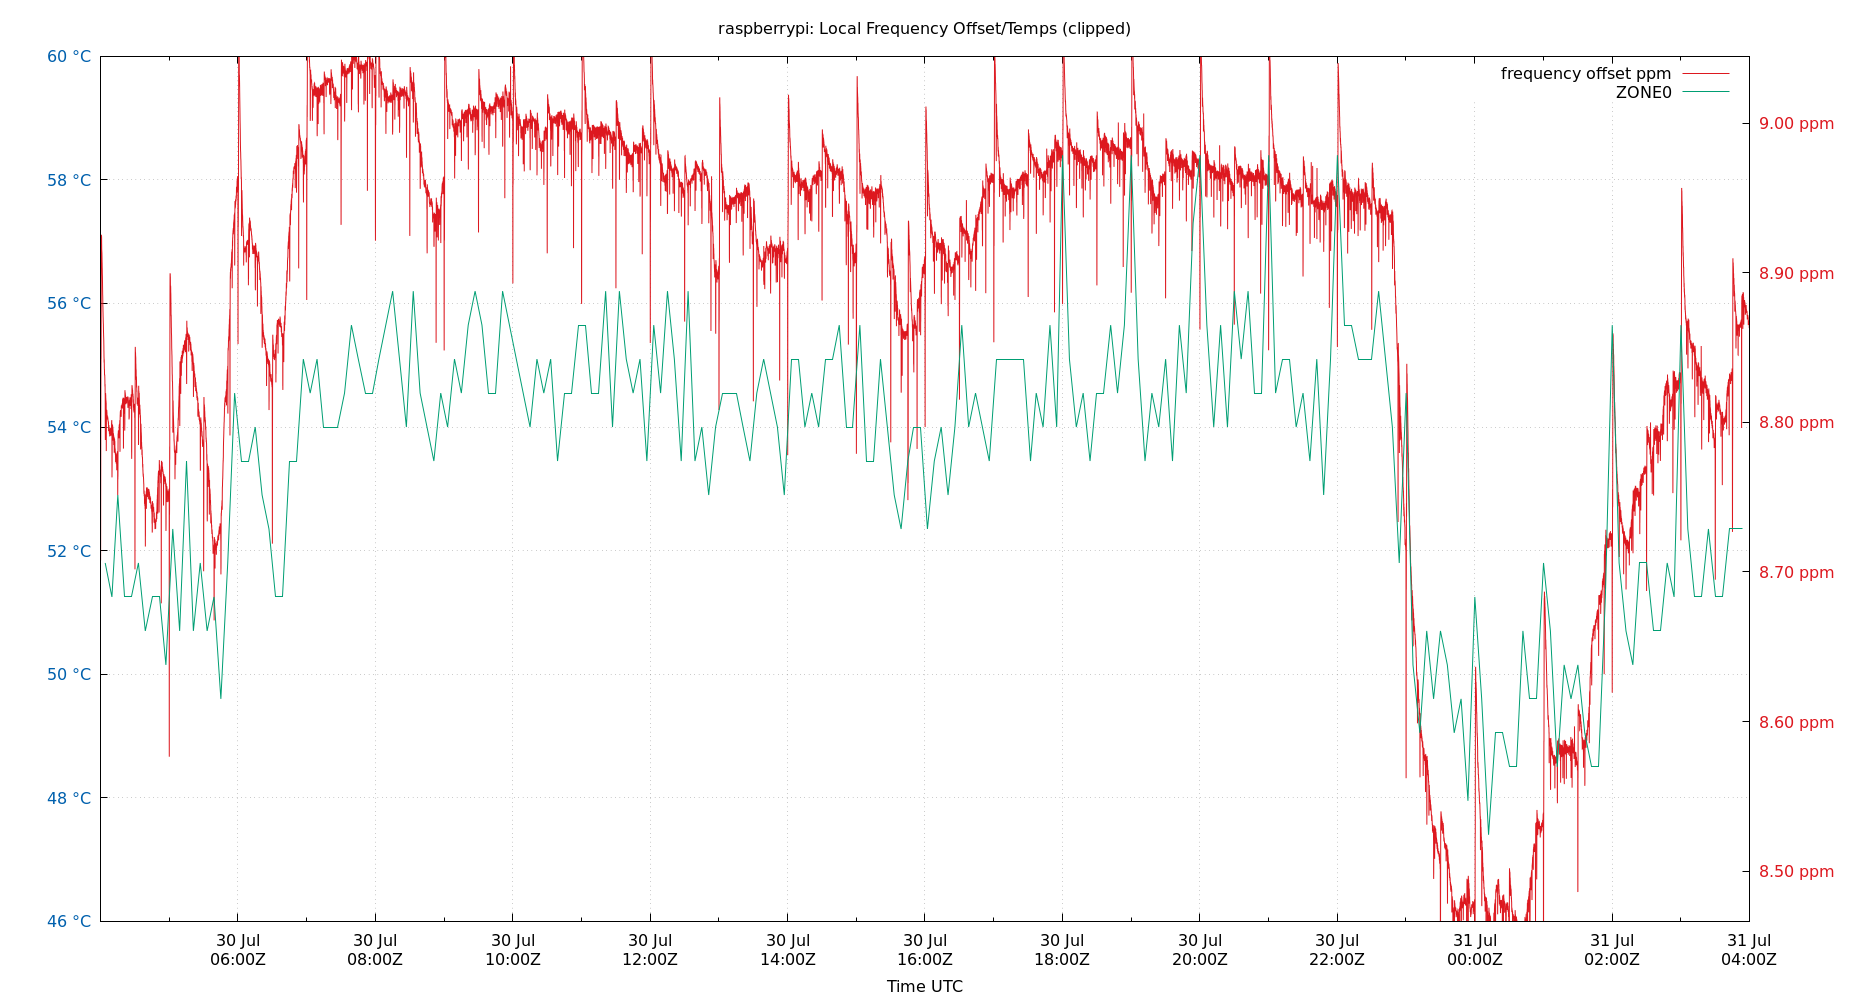 raspberrypi: Local Frequency Offset/Temps (clipped)
60 °C
58 °C
56 °C
54 °C
52 °C
50 °C
48 °C
46 °C
frequency offset ppm
ZONE0
9.00 ppm
8.90 ppm
8.80 ppm
8.70 ppm
8.60 ppm
8.50 ppm
30 Jul
06:00Z
30 Jul
08:00Z
30 Jul
10:00Z
30 Jul
12:00Z
30 Jul
14:00Z
30 Jul
16:00Z
30 Jul
18:00Z
30 Jul
20:00Z
30 Jul
22:00Z
31 Jul
00:00Z
31 Jul
02:00Z
31 Jul
04:00Z
Time UTC